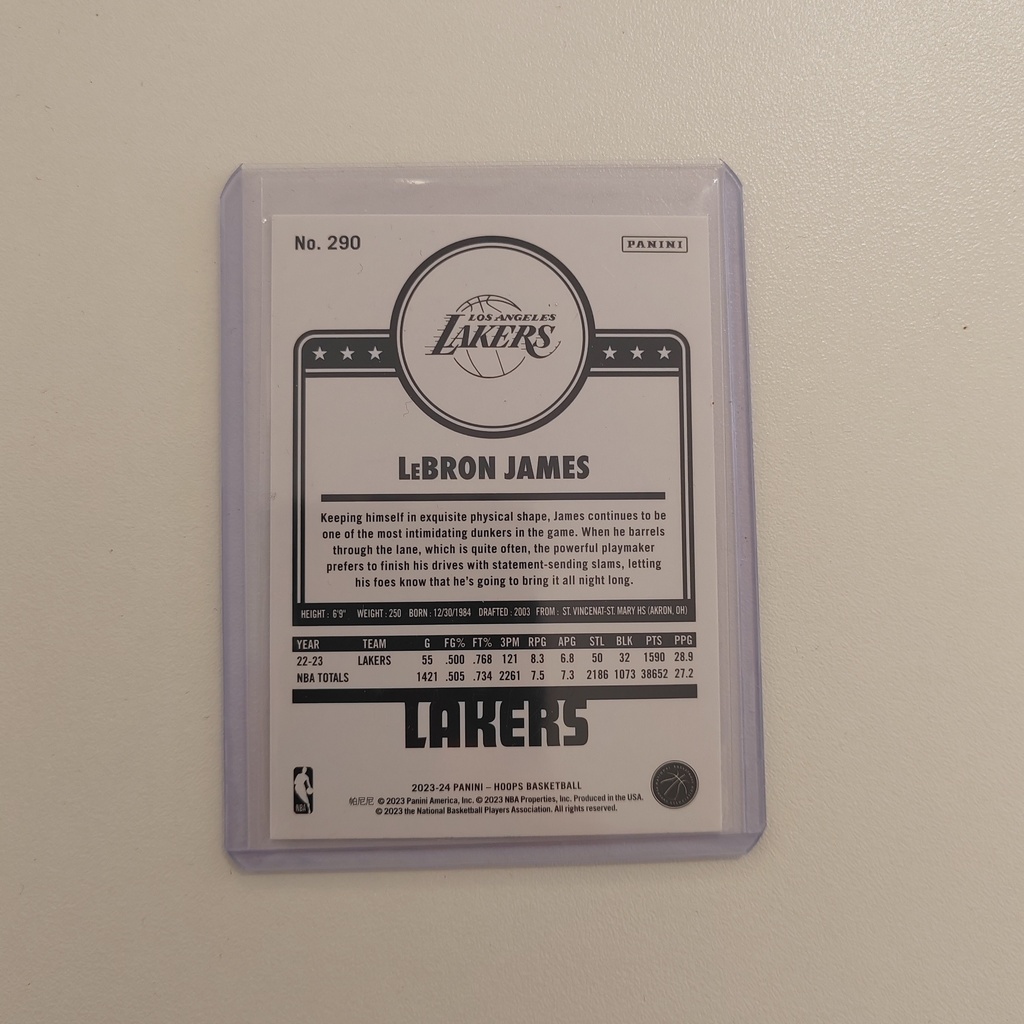 No. 290
PANINI
LOS ANGELES
LAKERS
LEBRON JAMES
Keeping himself in exquisite physical shape, James continues to be
one of the most intimidating dunkers in the game. When he barrels
through the lane, which is quite often, the powerful playmaker
prefers to finish his drives with statement-sending slams, letting
his foes know that he's going to bring it all night long.
HEIGHT : 6'9" WEIGHT : 250 BORN : 12/30/1984 DRAFTED : 2003 FROM : ST. VINCENAT-ST. MARY HS (AKRON, OH)
YEAR TEAM G FG% FT% 3PM RPG APG STL BLK PTS PPG
22-23 LAKERS 55 .500 .768 121 8.3 6.8 50 32 1590 28.9
NBA TOTALS 1421 .505 .734 2261 7.5 7.3 2186 1073 38652 27.2
LAKERS
2023-24 PANINI – HOOPS BASKETBALL
帕尼尼 © 2023 Panini America, Inc. © 2023 NBA Properties, Inc. Produced in the USA.
© 2023 the National Basketball Players Association. All rights reserved.
NBA